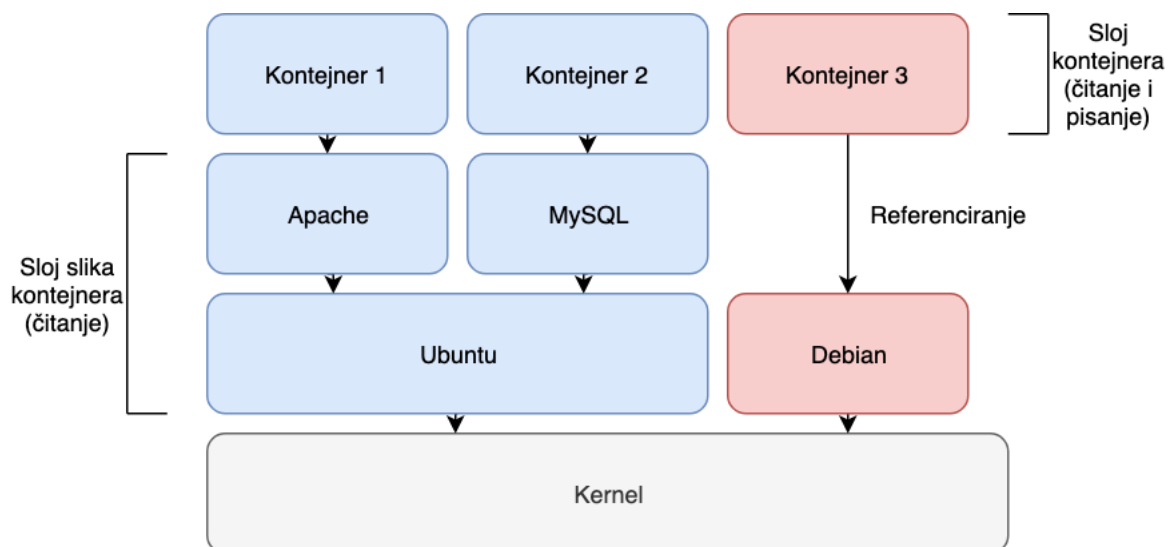 Kontejner 1
Kontejner 2
Kontejner 3
Sloj
kontejnera
(čitanje i
pisanje)
Apache
MySQL
Referenciranje
Sloj slika
kontejnera
(čitanje)
Ubuntu
Debian
Kernel